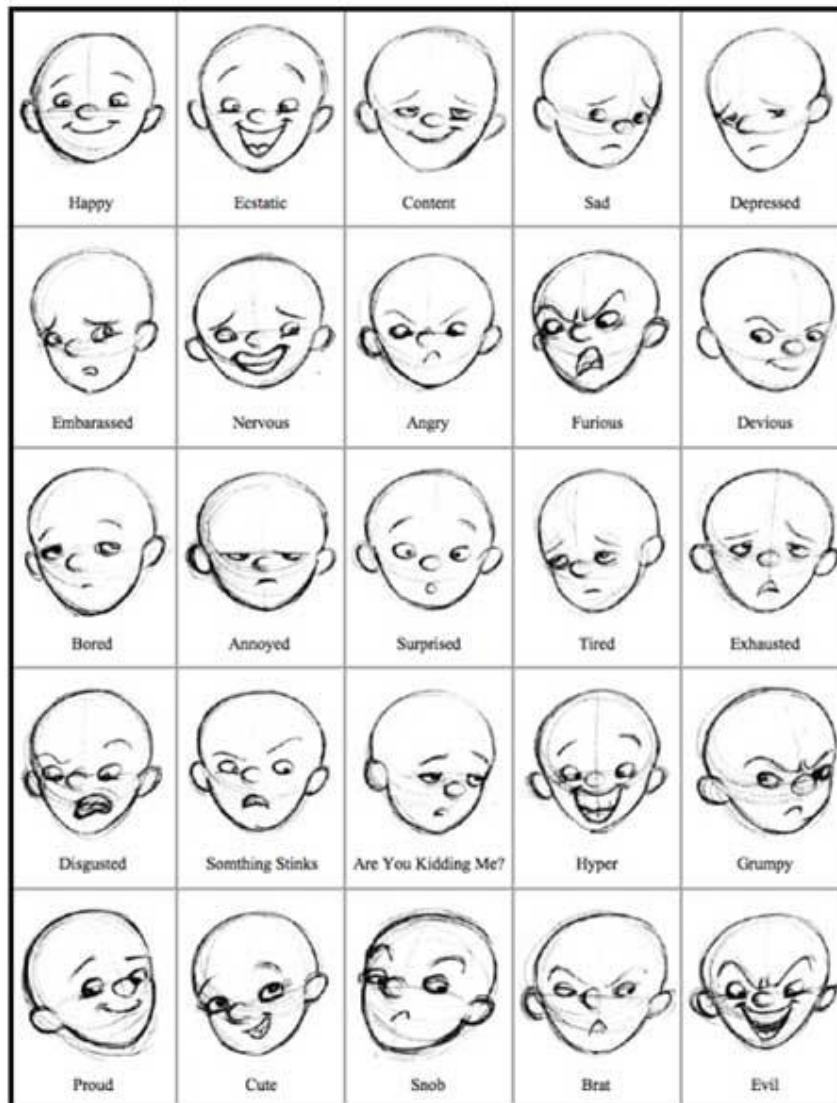 Happy
Ecstatic
Content
Sad
Depressed
Embarassed
Nervous
Angry
Furious
Devious
Bored
Annoyed
Surprised
Tired
Exhausted
Disgusted
Somthing Stinks
Are You Kidding Me?
Hyper
Grumpy
Proud
Cute
Snob
Brat
Evil